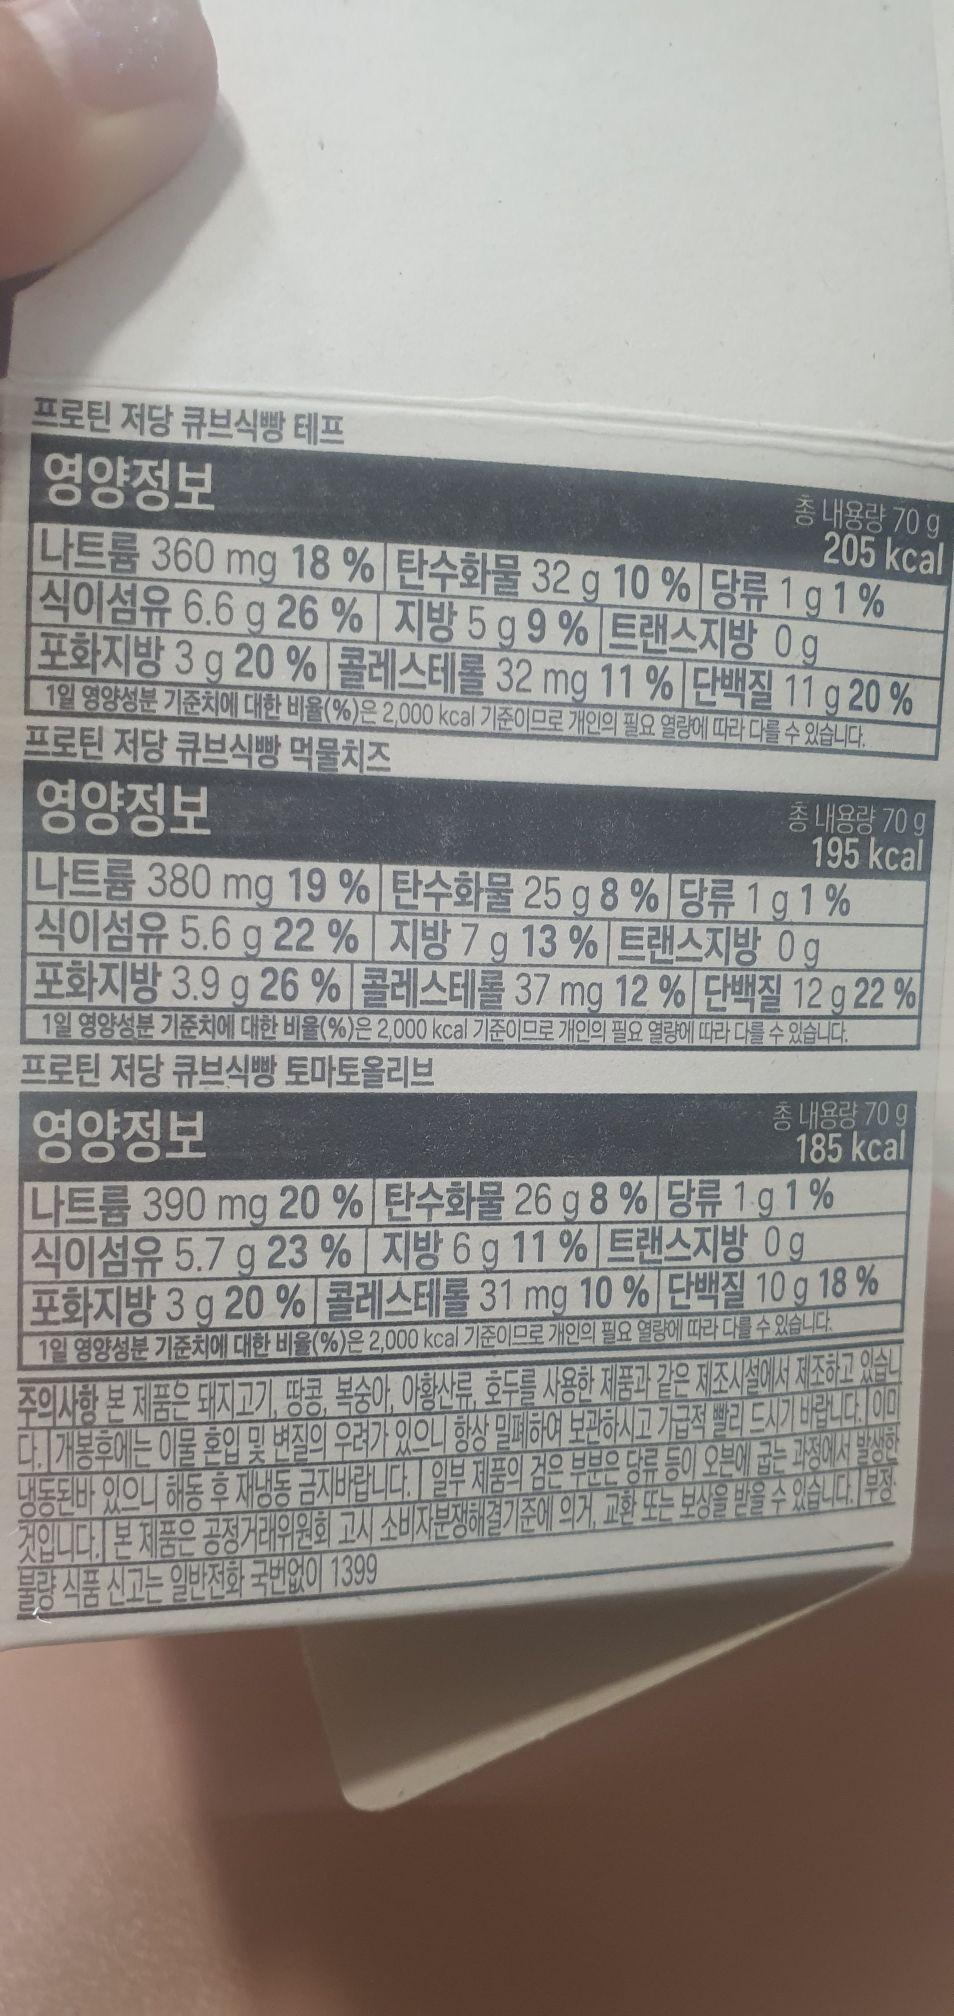 프로틴 저당 큐브식빵 테프
영양정보
총 내용량 70 g
205 kcal
나트륨 360 mg 18 % 탄수화물 32 g 10 % 당류 1 g 1 %
식이섬유 6.6 g 26 % 지방 5 g 9 % 트랜스지방 0 g
포화지방 3 g 20 % 콜레스테롤 32 mg 11 % 단백질 11 g 20 %
1일 영양성분 기준치에 대한 비율(%)은 2,000 kcal 기준이므로 개인의 필요 열량에 따라 다를 수 있습니다.
프로틴 저당 큐브식빵 먹물치즈
영양정보
총 내용량 70 g
195 kcal
나트륨 380 mg 19 % 탄수화물 25 g 8 % 당류 1 g 1 %
식이섬유 5.6 g 22 % 지방 7 g 13 % 트랜스지방 0 g
포화지방 3.9 g 26 % 콜레스테롤 37 mg 12 % 단백질 12 g 22 %
1일 영양성분 기준치에 대한 비율(%)은 2,000 kcal 기준이므로 개인의 필요 열량에 따라 다를 수 있습니다.
프로틴 저당 큐브식빵 토마토올리브
영양정보
총 내용량 70 g
185 kcal
나트륨 390 mg 20 % 탄수화물 26 g 8 % 당류 1 g 1 %
식이섬유 5.7 g 23 % 지방 6 g 11 % 트랜스지방 0 g
포화지방 3 g 20 % 콜레스테롤 31 mg 10 % 단백질 10 g 18 %
1일 영양성분 기준치에 대한 비율(%)은 2,000 kcal 기준이므로 개인의 필요 열량에 따라 다를 수 있습니다.
주의사항 본 제품은 돼지고기, 땅콩, 복숭아, 아황산류, 호두를 사용한 제품과 같은 제조시설에서 제조하고 있습니
다. | 개봉후에는 이물 혼입 및 변질의 우려가 있으니 항상 밀폐하여 보관하시고 가급적 빨리 드시기 바랍니다. | 이미
냉동된바 있으니 해동 후 재냉동 금지바랍니다. | 일부 제품의 검은 부분은 당류 등이 오븐에 굽는 과정에서 발생한
것입니다. | 본 제품은 공정거래위원회 고시 소비자분쟁해결기준에 의거, 교환 또는 보상을 받을 수 있습니다. | 부정·
불량 식품 신고는 일반전화 국번없이 1399